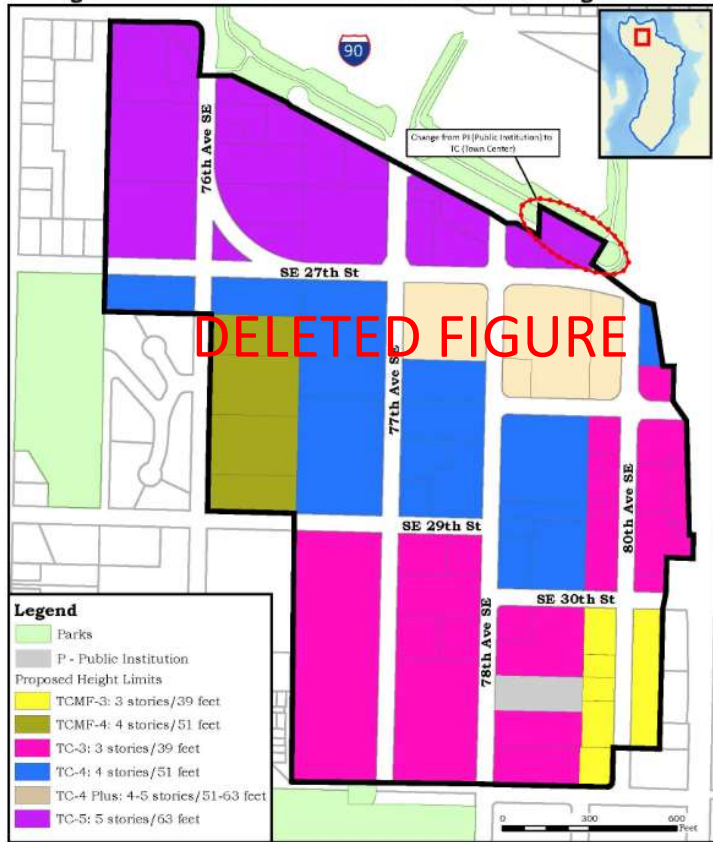 90
Change from PI (Public Institution) to
TC (Town Center)
76th Ave SE
SE 27th St
DELETED FIGURE
77th Ave SE
80th Ave SE
SE 29th St
SE 30th St
78th Ave SE
Legend
Parks
P - Public Institution
Proposed Height Limits
TCMF-3: 3 stories/39 feet
TCMF-4: 4 stories/51 feet
TC-3: 3 stories/39 feet
TC-4: 4 stories/51 feet
TC-4 Plus: 4-5 stories/51-63 feet
TC-5: 5 stories/63 feet
0 300 600
Feet